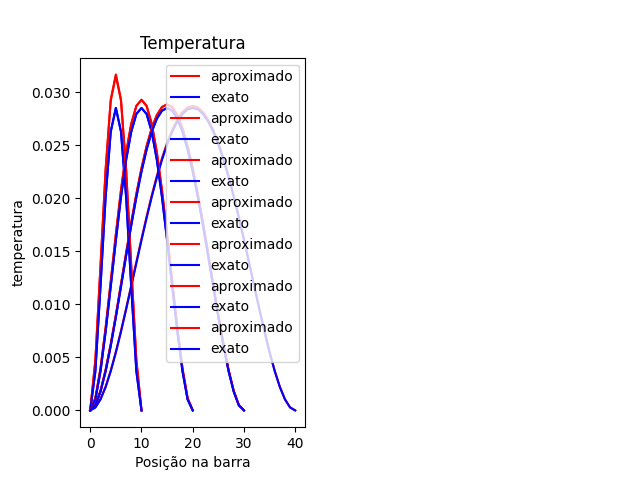 Temperatura
temperatura
0.030
0.025
0.020
0.015
0.010
0.005
0.000
aproximado
exato
aproximado
exato
aproximado
exato
aproximado
exato
aproximado
exato
aproximado
exato
aproximado
exato
0 10 20 30 40
Posição na barra